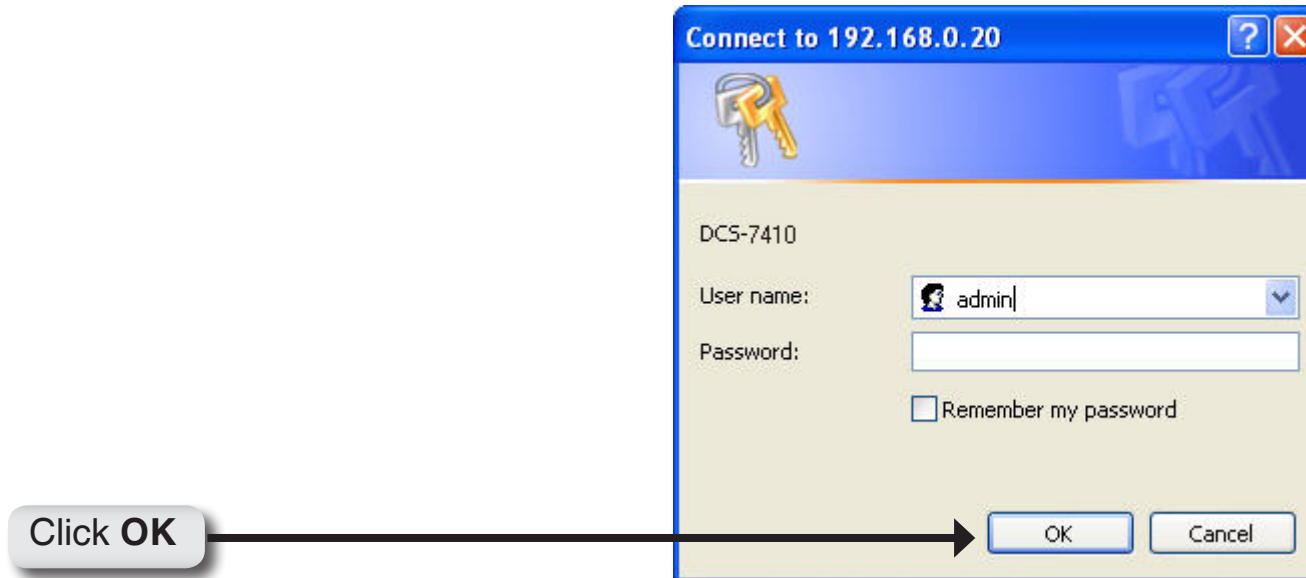 Connect to 192.168.0.20
DCS-7410
User name:
admin
Password:
Remember my password
Click OK
OK
Cancel